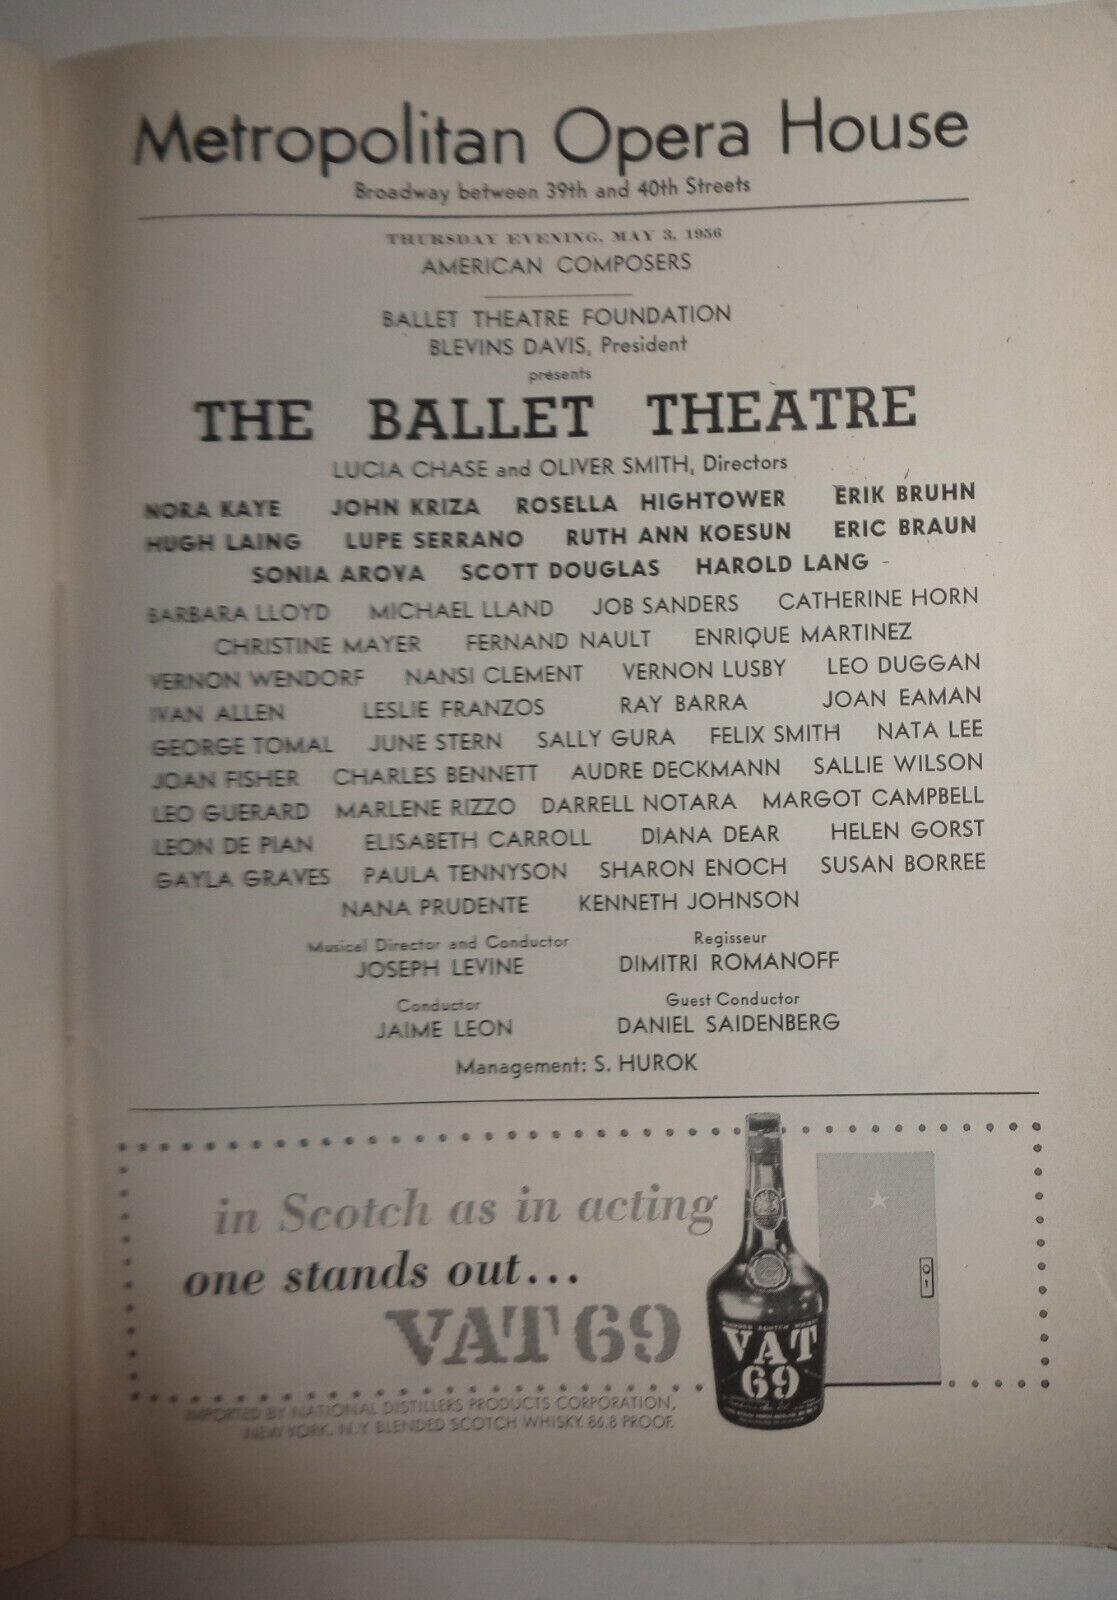 Metropolitan Opera House
Broadway between 39th and 40th Streets
THURSDAY EVENING, MAY 3, 1956
AMERICAN COMPOSERS
BALLET THEATRE FOUNDATION
BLEVINS DAVIS, President
presents
THE BALLET THEATRE
LUCIA CHASE and OLIVER SMITH, Directors
NORA KAYE JOHN KRIZA ROSELLA HIGHTOWER ERIK BRUHN
HUGH LAING LUPE SERRANO RUTH ANN KOESUN ERIC BRAUN
SONIA AROVA SCOTT DOUGLAS HAROLD LANG
BARBARA LLOYD MICHAEL LLAND JOB SANDERS CATHERINE HORN
CHRISTINE MAYER FERNAND NAULT ENRIQUE MARTINEZ
VERNON WENDORF NANSI CLEMENT VERNON LUSBY LEO DUGGAN
IVAN ALLEN LESLIE FRANZOS RAY BARRA JOAN EAMAN
GEORGE TOMAL JUNE STERN SALLY GURA FELIX SMITH NATA LEE
JOAN FISHER CHARLES BENNETT AUDRE DECKMANN SALLIE WILSON
LEO GUERARD MARLENE RIZZO DARRELL NOTARA MARGOT CAMPBELL
LEON DE PIAN ELISABETH CARROLL DIANA DEAR HELEN GORST
GAYLA GRAVES PAULA TENNYSON SHARON ENOCH SUSAN BORREE
NANA PRUDENTE KENNETH JOHNSON
Musical Director and Conductor Regisseur
JOSEPH LEVINE DIMITRI ROMANOFF
Conductor Guest Conductor
JAIME LEON DANIEL SAIDENBERG
Management: S. HUROK
in Scotch as in acting
one stands out...
VAT 69
BLENDED SCOTCH WHISKY
VAT
69
IMPORTED BY NATIONAL DISTILLERS PRODUCTS CORPORATION,
NEW YORK, N.Y. BLENDED SCOTCH WHISKY. 86.8 PROOF.